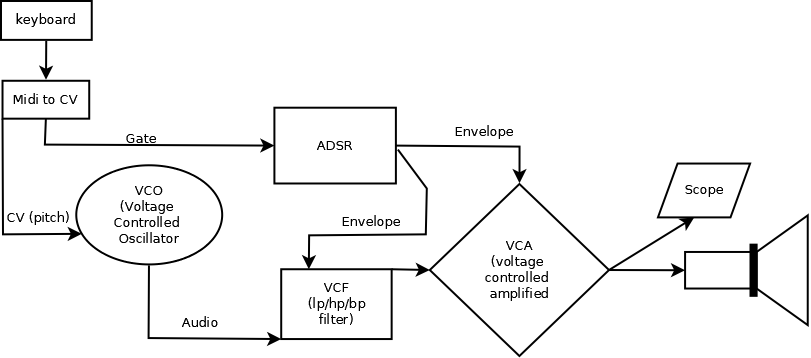 keyboard
Midi to CV
Gate
ADSR
Envelope
VCO
(Voltage
Controlled
Oscillator
CV (pitch)
Envelope
Scope
VCA
(voltage
controlled
amplified
VCF
(lp/hp/bp
filter)
Audio